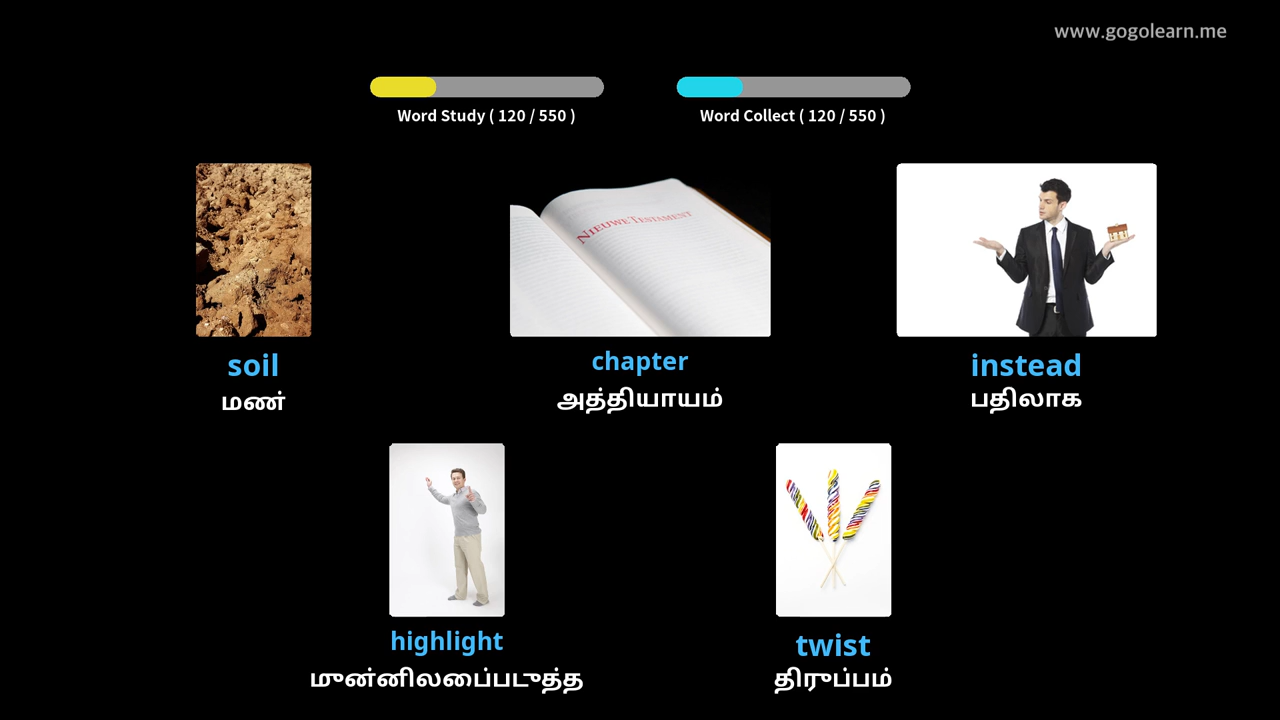 www.gogolearn.me
Word Study ( 120 / 550 )
Word Collect ( 120 / 550 )
NIEUWE TESTAMENT
soil
மண்
chapter
அத்தியாயம்
instead
பதிலாக
highlight
முன்னிலைப்படுத்த
twist
திருப்பம்